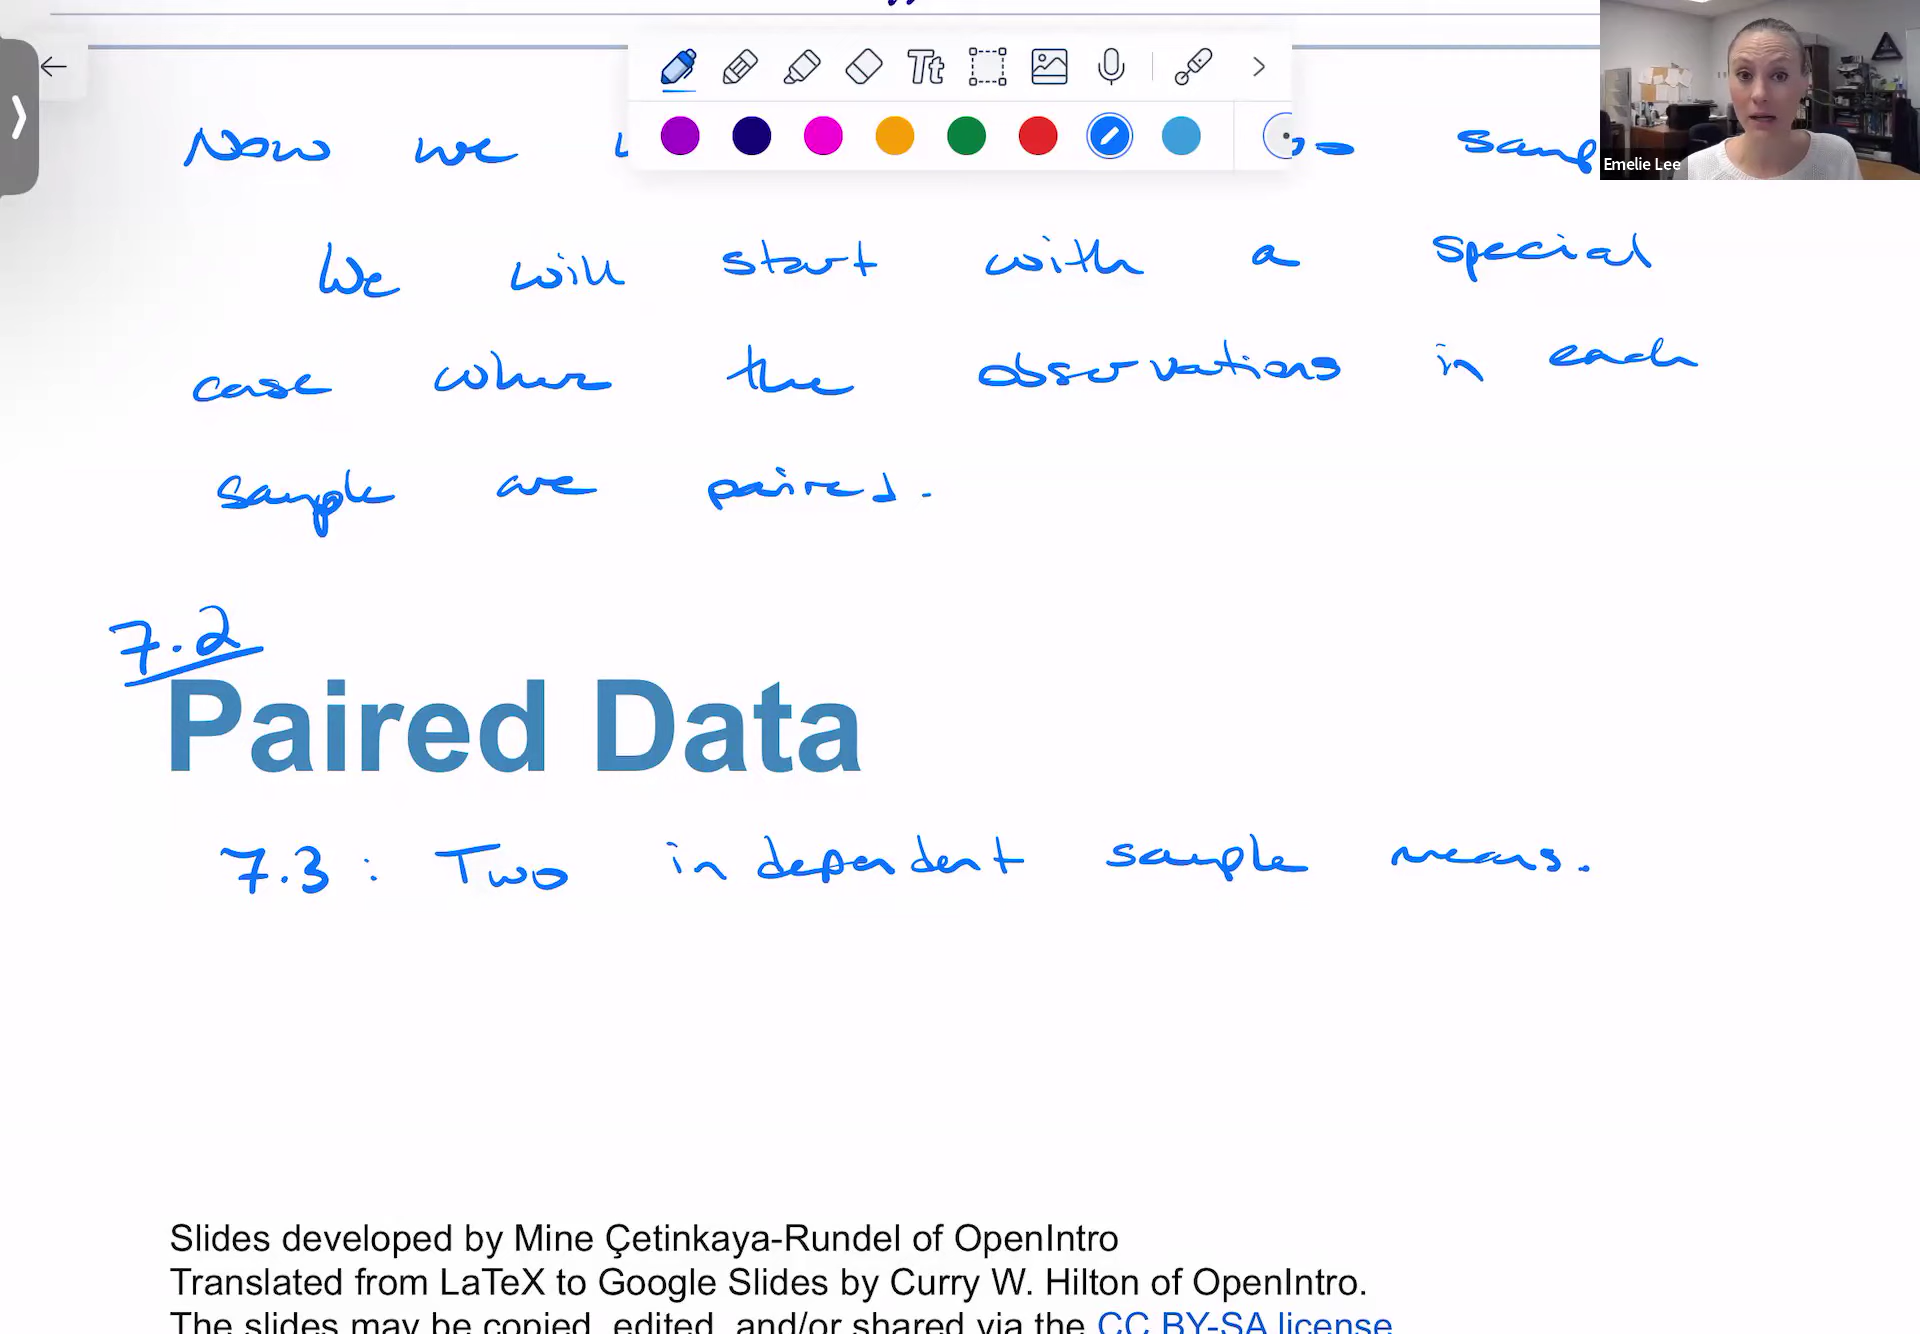 Now we
Emelie Lee
We will start with a special
case where the observations in each
sample are paired.
7.2
Paired Data
7.3: Two independent sample means.
Slides developed by Mine Çetinkaya-Rundel of OpenIntro
Translated from LaTeX to Google Slides by Curry W. Hilton of OpenIntro.
The slides may be copied, edited, and/or shared via the CC BY-SA license